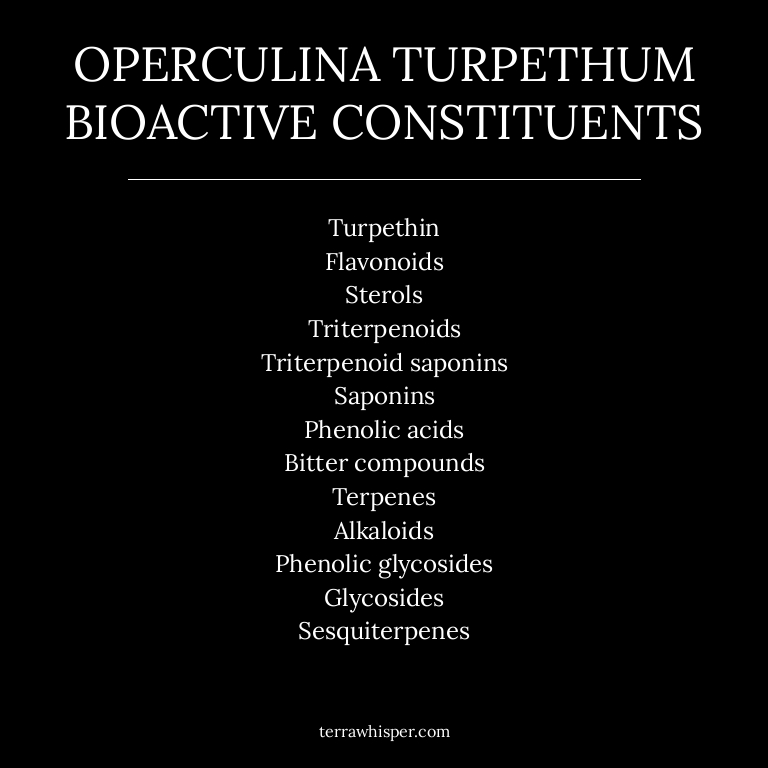 OPERCULINA TURPETHUM
BIOACTIVE CONSTITUENTS
Turpethin
Flavonoids
Sterols
Triterpenoids
Triterpenoid saponins
Saponins
Phenolic acids
Bitter compounds
Terpenes
Alkaloids
Phenolic glycosides
Glycosides
Sesquiterpenes
terrawhisper.com